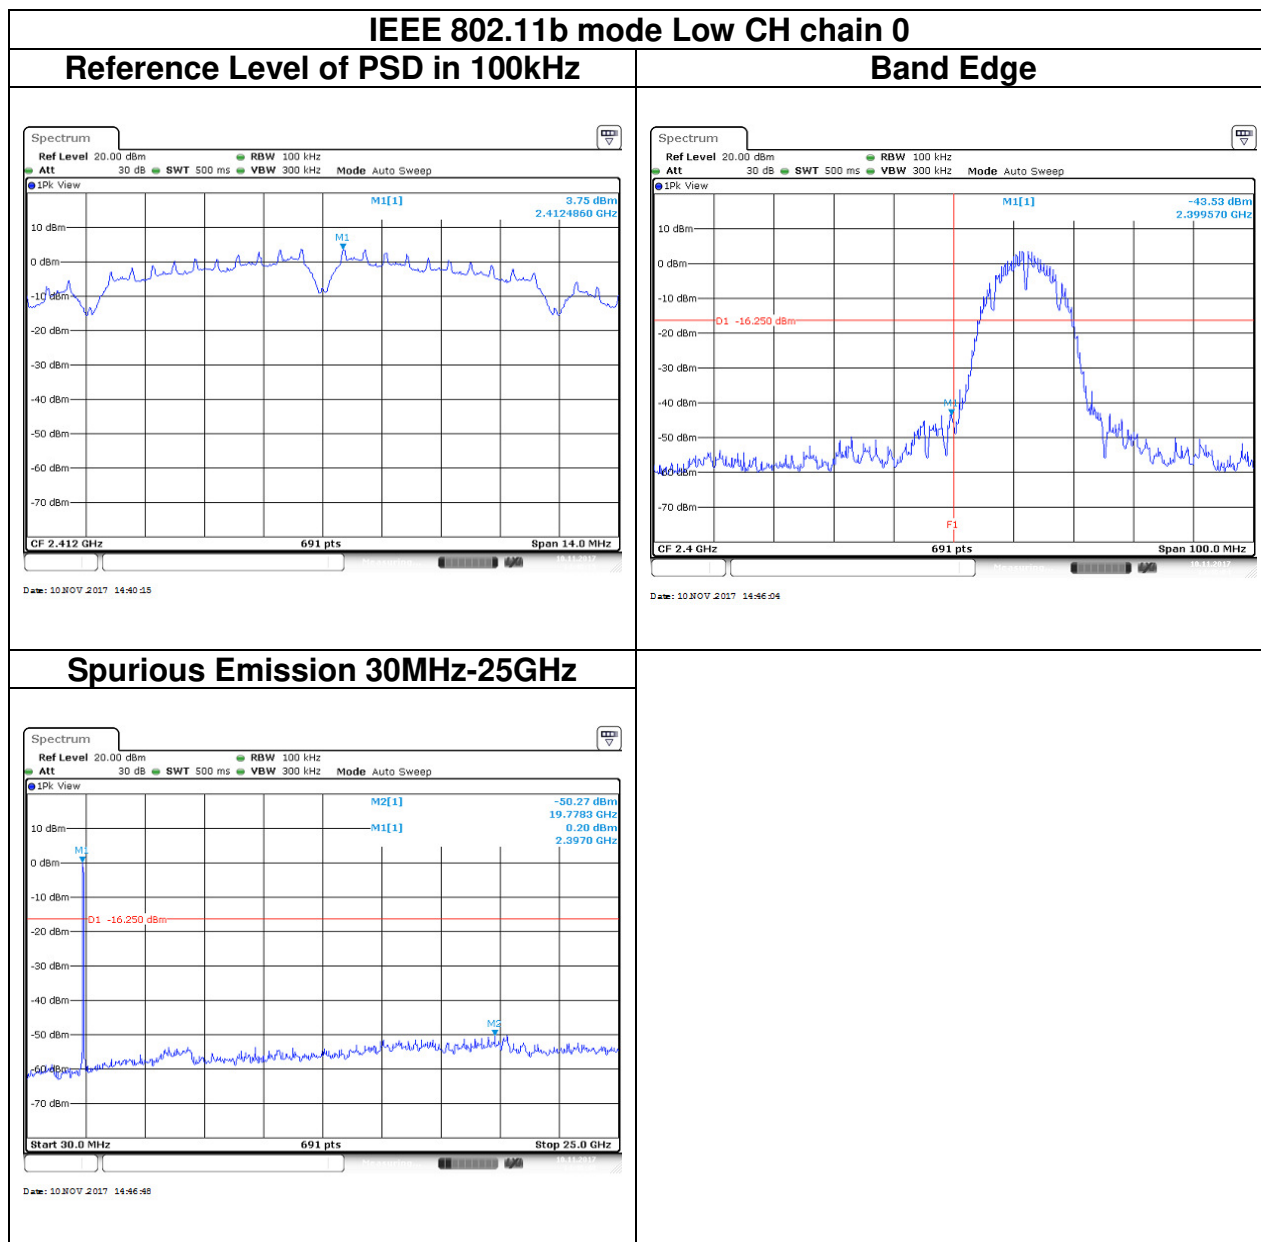 IEEE 802.11b mode Low CH chain 0
Reference Level of PSD in 100kHz
Spectrum
Ref Level 20.00 dBm RBW 100 kHz
Att 30 dB SWT 500 ms VBW 300 kHz Mode Auto Sweep
1Pk View
M1[1] 3.75 dBm
2.4124860 GHz
M1
10 dBm
0 dBm
-10 dBm
-20 dBm
-30 dBm
-40 dBm
-50 dBm
-60 dBm
-70 dBm
CF 2.412 GHz 691 pts Span 14.0 MHz
Date: 10.NOV.2017 14:40:15
Band Edge
Spectrum
Ref Level 20.00 dBm RBW 100 kHz
Att 30 dB SWT 500 ms VBW 300 kHz Mode Auto Sweep
1Pk View
M1[1] -43.53 dBm
2.399570 GHz
10 dBm
0 dBm
-10 dBm
D1 -16.250 dBm
-20 dBm
-30 dBm
-40 dBm
M1
-50 dBm
-60 dBm
-70 dBm
F1
CF 2.4 GHz 691 pts Span 100.0 MHz
Measuring... 10.11.2017
Date: 10.NOV.2017 14:46:04
Spurious Emission 30MHz-25GHz
Spectrum
Ref Level 20.00 dBm RBW 100 kHz
Att 30 dB SWT 500 ms VBW 300 kHz Mode Auto Sweep
1Pk View
M2[1] -50.27 dBm
19.7783 GHz
10 dBm M1[1] 0.20 dBm
2.3970 GHz
M1
0 dBm
-10 dBm
D1 -16.250 dBm
-20 dBm
-30 dBm
-40 dBm
M2
-50 dBm
-60 dBm
-70 dBm
Start 30.0 MHz 691 pts Stop 25.0 GHz
Date: 10.NOV.2017 14:46:48